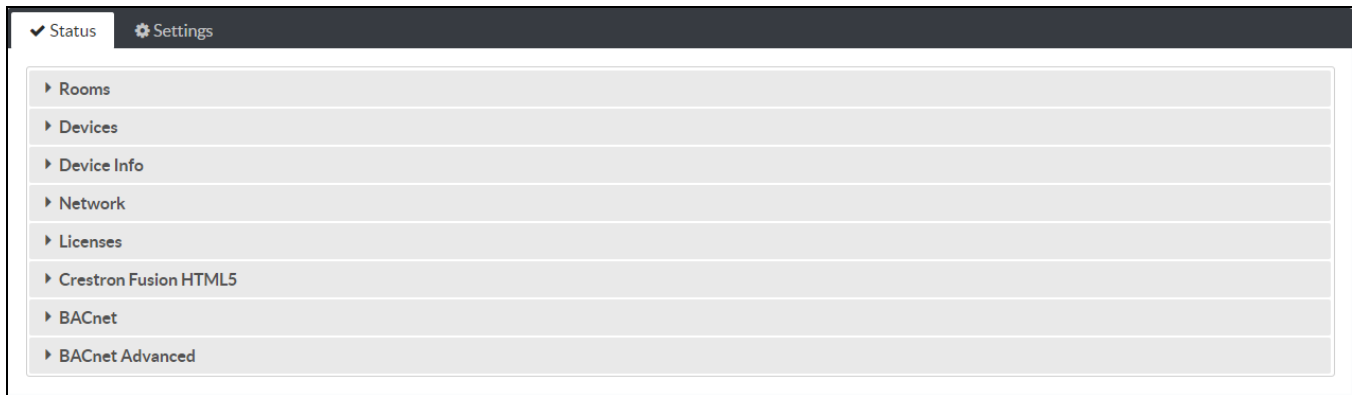 Status Settings
Rooms
Devices
Device Info
Network
Licenses
Crestron Fusion HTML5
BACnet
BACnet Advanced